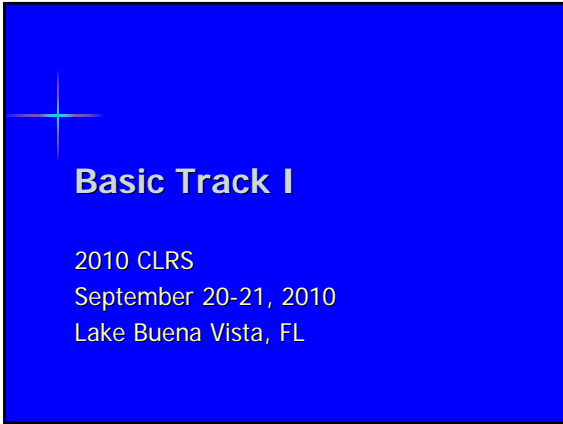 Basic Track I
2010 CLRS
September 20-21, 2010
Lake Buena Vista, FL